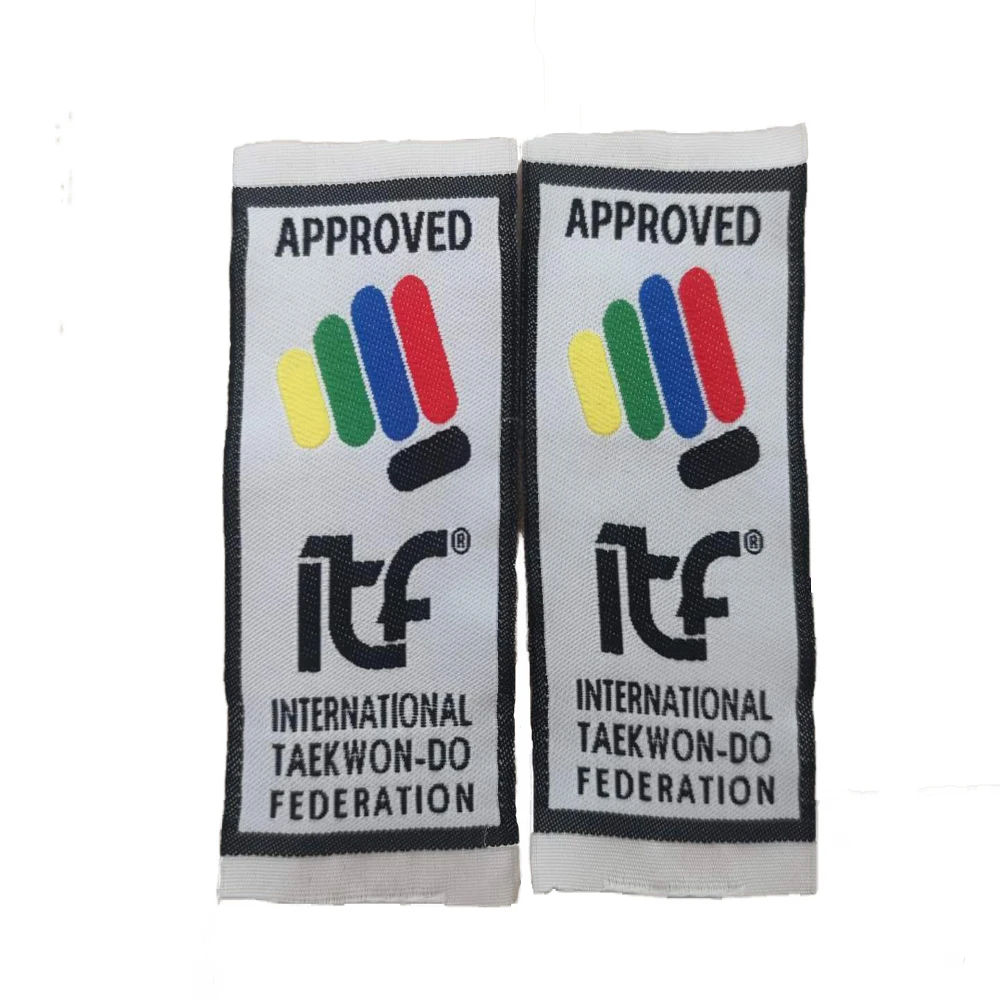 APPROVED
itf®
INTERNATIONAL
TAEKWON-DO
FEDERATION
APPROVED
itf®
INTERNATIONAL
TAEKWON-DO
FEDERATION